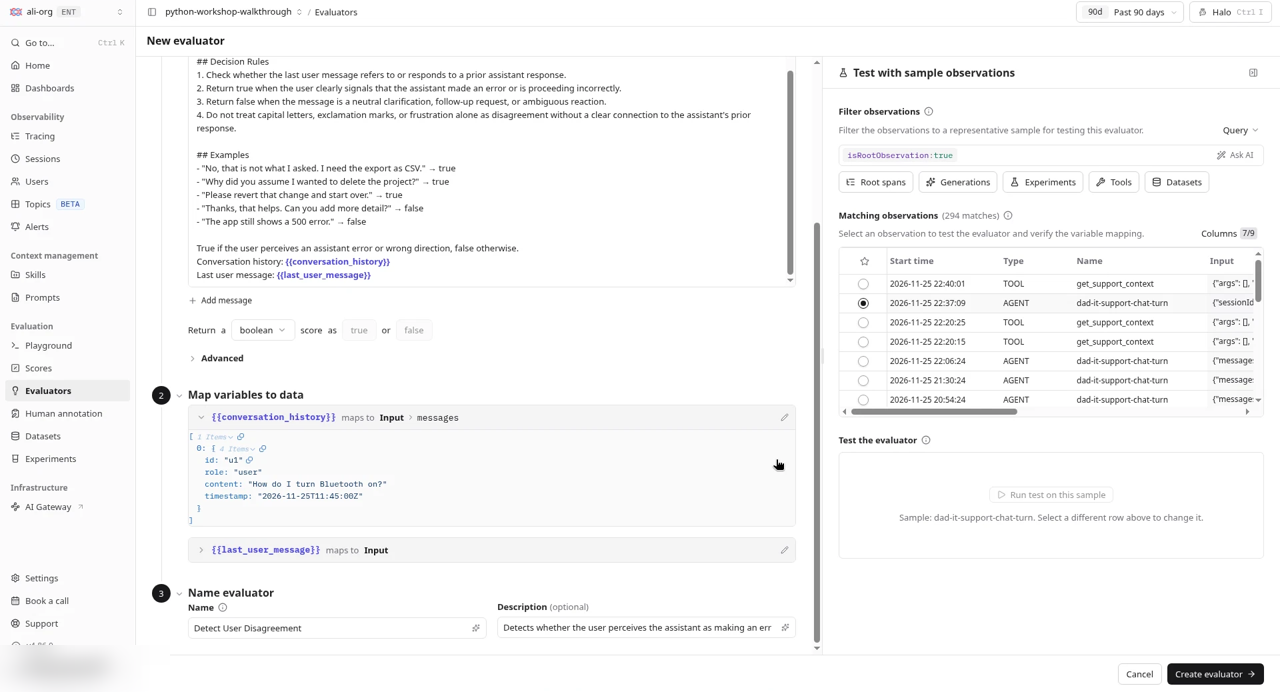 ali-org ENT
python-workshop-walkthrough / Evaluators
90d Past 90 days
Halo Ctrl I
Go to... Ctrl K
Home
Dashboards
Observability
Tracing
Sessions
Users
Topics BETA
Alerts
Context management
Skills
Prompts
Evaluation
Playground
Scores
Evaluators
Human annotation
Datasets
Experiments
Infrastructure
AI Gateway
Settings
Book a call
Support
New evaluator
## Decision Rules
1. Check whether the last user message refers to or responds to a prior assistant response.
2. Return true when the user clearly signals that the assistant made an error or is proceeding incorrectly.
3. Return false when the message is a neutral clarification, follow-up request, or ambiguous reaction.
4. Do not treat capital letters, exclamation marks, or frustration alone as disagreement without a clear connection to the assistant's prior
response.
## Examples
- "No, that is not what I asked. I need the export as CSV." → true
- "Why did you assume I wanted to delete the project?" → true
- "Please revert that change and start over." → true
- "Thanks, that helps. Can you add more detail?" → false
- "The app still shows a 500 error." → false
True if the user perceives an assistant error or wrong direction, false otherwise.
Conversation history: {{conversation_history}}
Last user message: {{last_user_message}}
+ Add message
Return a boolean score as true or false
Advanced
2 Map variables to data
{{conversation_history}} maps to Input > messages
[ 1 Items
0: { 4 Items
id: "u1"
role: "user"
content: "How do I turn Bluetooth on?"
timestamp: "2026-11-25T11:45:00Z"
}
]
{{last_user_message}} maps to Input
3 Name evaluator
Name
Detect User Disagreement
Description (optional)
Detects whether the user perceives the assistant as making an err
Test with sample observations
Filter observations
Filter the observations to a representative sample for testing this evaluator.
Query
isRootObservation:true
Ask AI
Root spans
Generations
Experiments
Tools
Datasets
Matching observations (294 matches)
Select an observation to test the evaluator and verify the variable mapping.
Columns 7/9
Start time Type Name Input
2026-11-25 22:40:01 TOOL get_support_context {"args": [], "
2026-11-25 22:37:09 AGENT dad-it-support-chat-turn {"sessionId
2026-11-25 22:20:25 TOOL get_support_context {"args": [], "
2026-11-25 22:20:15 TOOL get_support_context {"args": [], "
2026-11-25 22:06:24 AGENT dad-it-support-chat-turn {"messages
2026-11-25 21:30:24 AGENT dad-it-support-chat-turn {"messages
2026-11-25 20:54:24 AGENT dad-it-support-chat-turn {"messages
Test the evaluator
Run test on this sample
Sample: dad-it-support-chat-turn. Select a different row above to change it.
Cancel
Create evaluator →